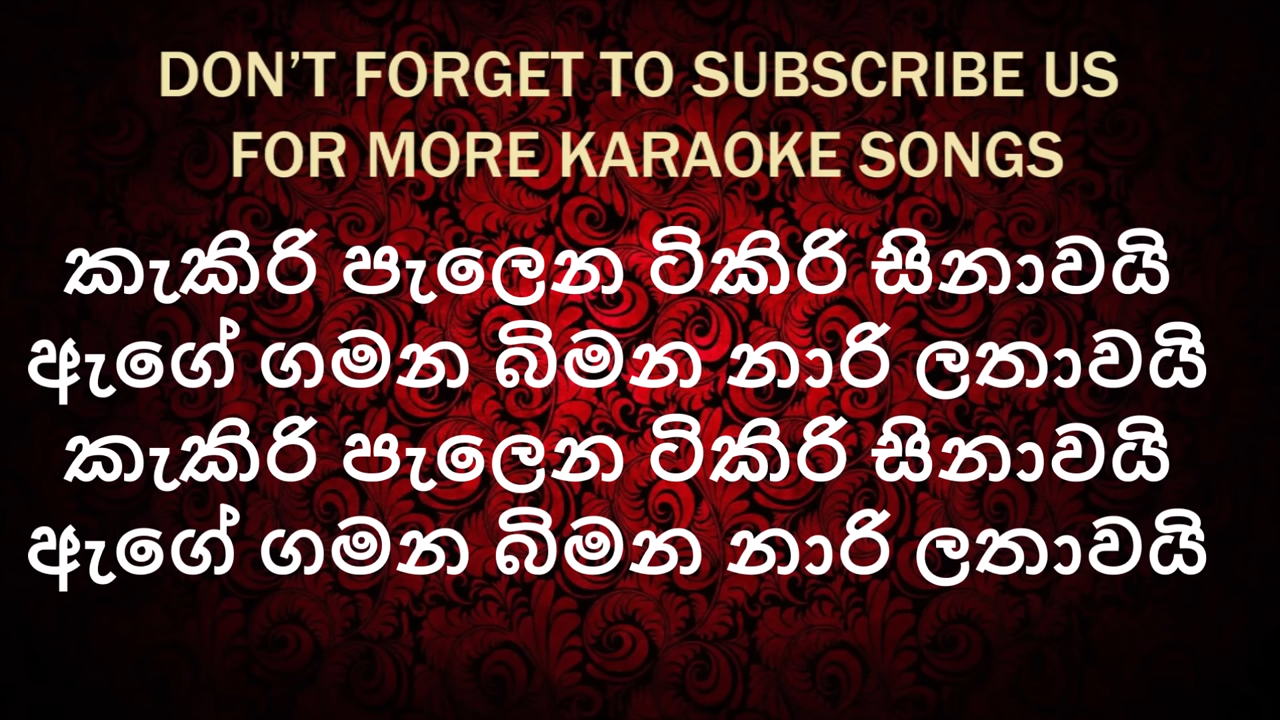 DON’T FORGET TO SUBSCRIBE US
FOR MORE KARAOKE SONGS
කැකිරි පැලෙන ටිකිරි සිනාවයි
ඇගේ ගමන බිමන නාරි ලතාවයි
කැකිරි පැලෙන ටිකිරි සිනාවයි
ඇගේ ගමන බිමන නාරි ලතාවයි